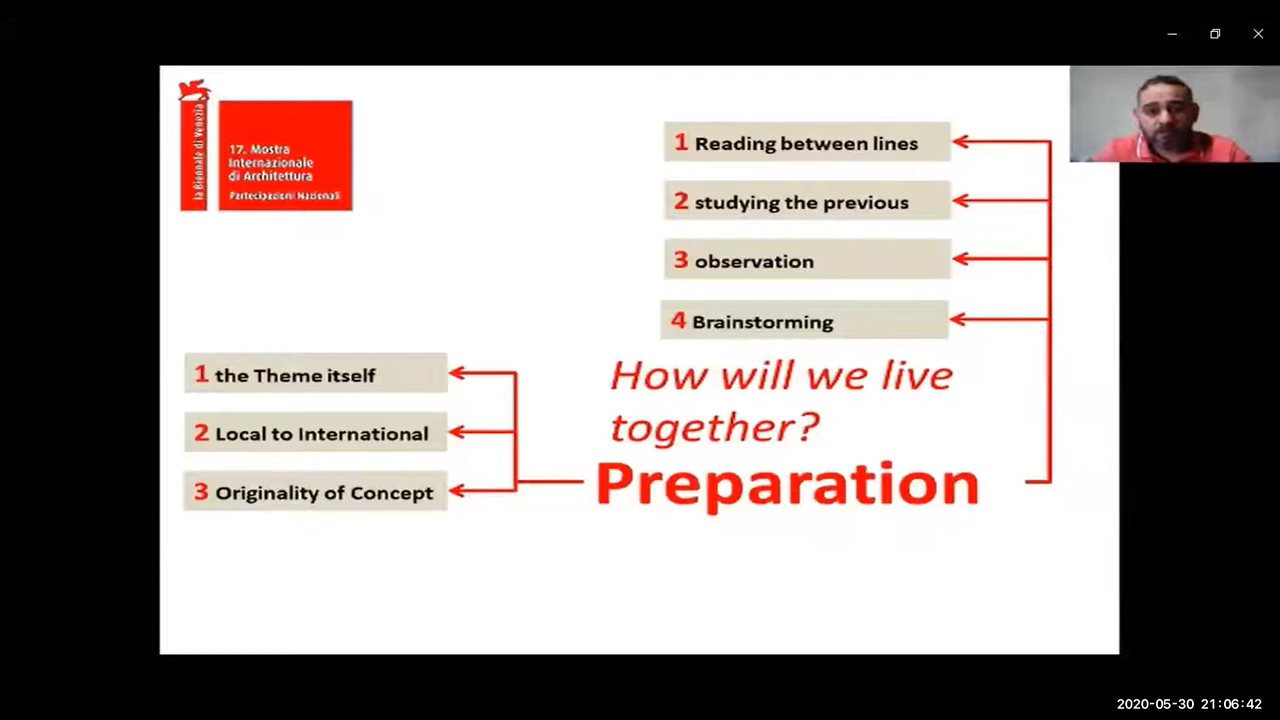 la Biennale di Venezia
17. Mostra
Internazionale
di Architettura
Partecipazioni Nazionali
1 Reading between lines
2 studying the previous
3 observation
4 Brainstorming
1 the Theme itself
2 Local to International
3 Originality of Concept
How will we live
together?
Preparation
2020-05-30 21:06:42